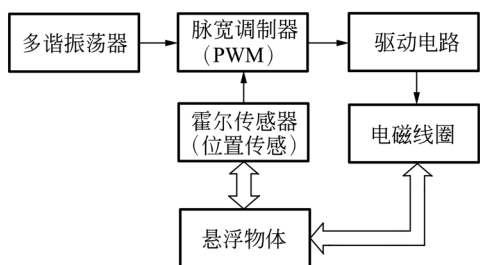 多谐振荡器
脉宽调制器
（PWM）
驱动电路
霍尔传感器
（位置传感）
电磁线圈
悬浮物体